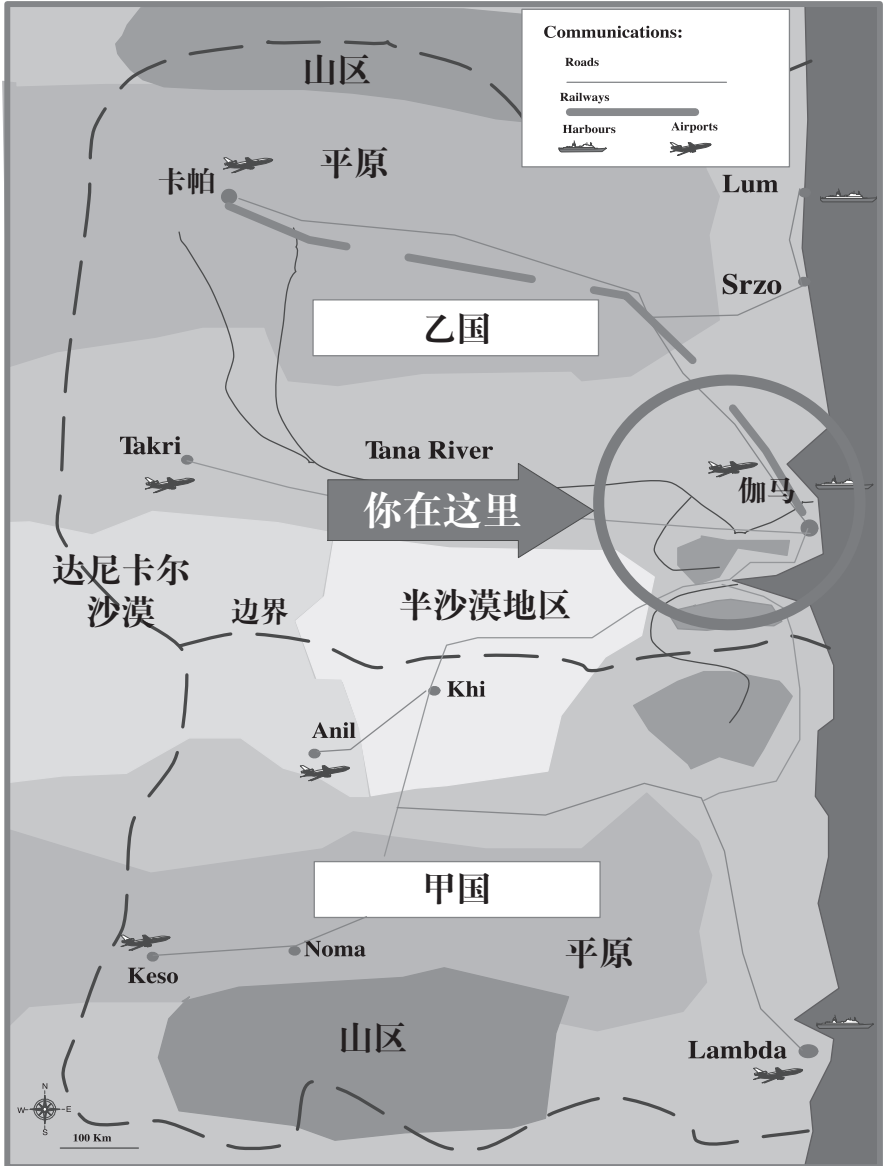 Communications:
Roads
Railways
Harbours
Airports
山区
平原
卡帕
Lum
Srzo
乙国
Takri
Tana River
伽马
你在这里
达尼卡尔
沙漠
边界
半沙漠地区
Khi
Anil
甲国
Noma
Keso
平原
山区
Lambda
N
W
E
S
100 Km